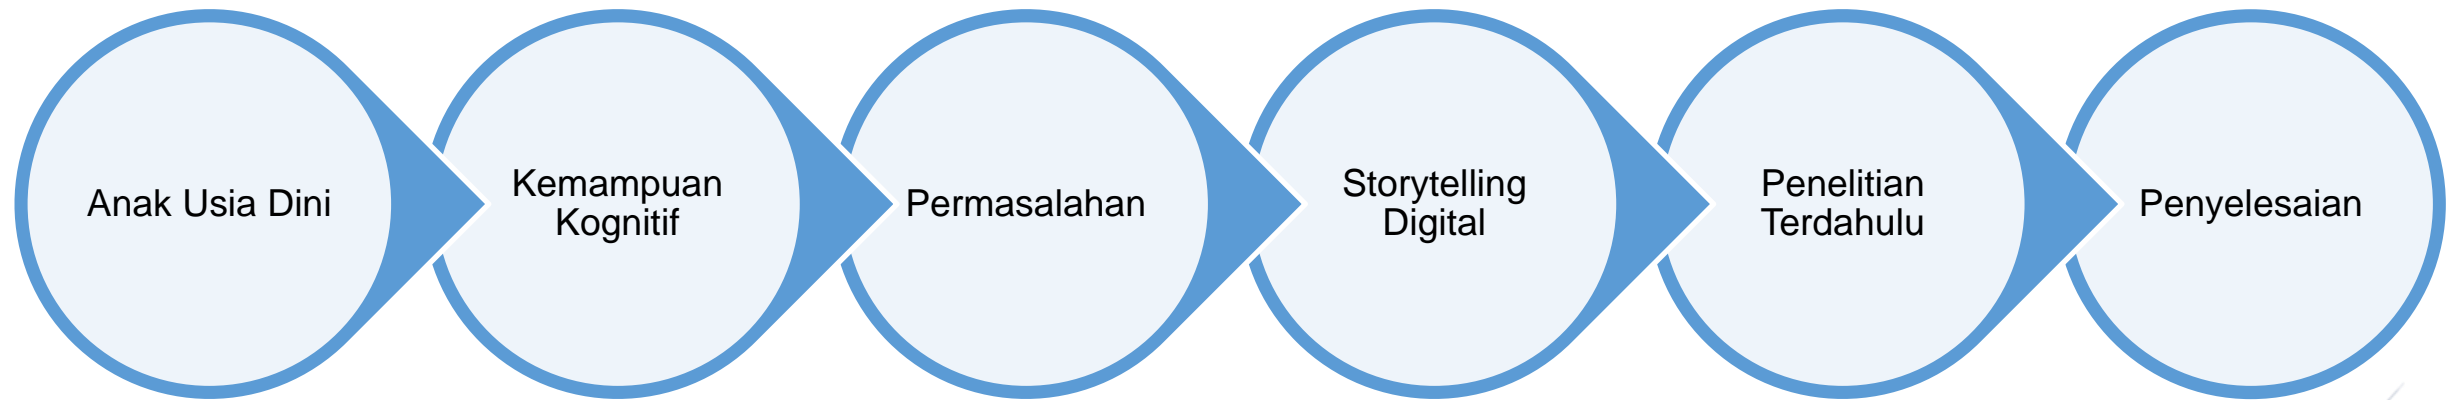 Anak Usia Dini
Kemampuan
Kognitif
Permasalahan
Storytelling
Digital
Penelitian
Terdahulu
Penyelesaian